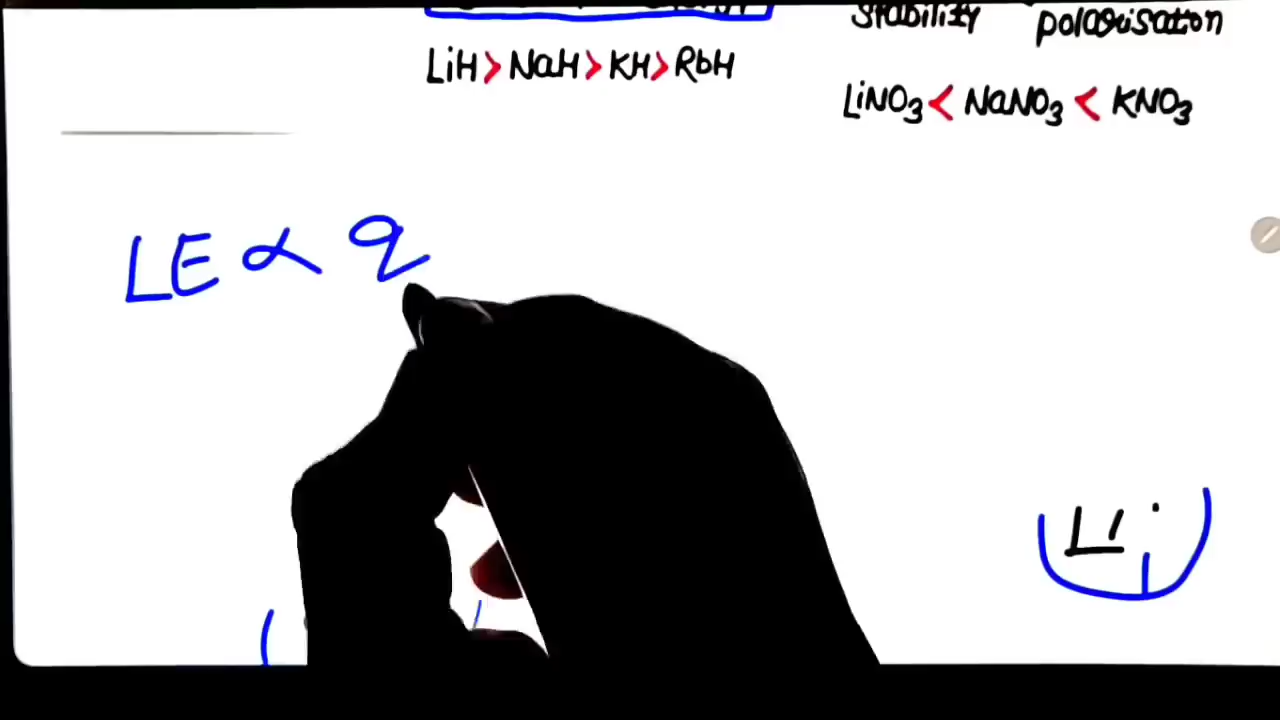 stability polarisation
LiH > NaH > KH > RbH
LiNO₃ < NaNO₃ < KNO₃
LE ∝ q
Li